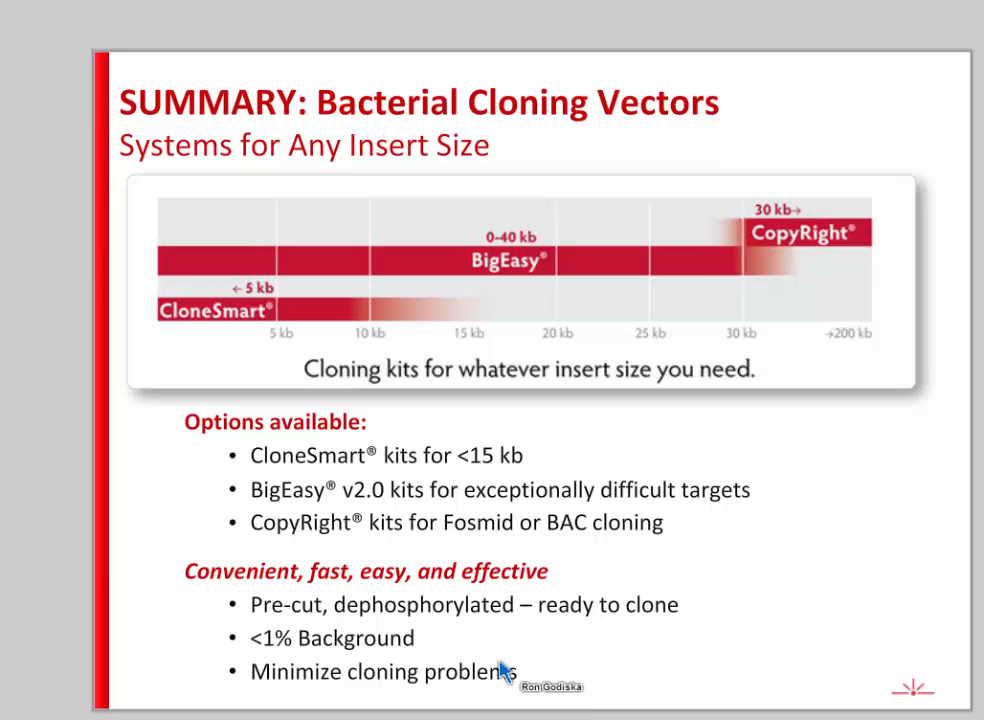 SUMMARY: Bacterial Cloning Vectors
Systems for Any Insert Size
30 kb→
CopyRight®
0-40 kb
BigEasy®
← 5 kb
CloneSmart®
5 kb 10 kb 15 kb 20 kb 25 kb 30 kb →200 kb
Cloning kits for whatever insert size you need.
Options available:
• CloneSmart® kits for <15 kb
• BigEasy® v2.0 kits for exceptionally difficult targets
• CopyRight® kits for Fosmid or BAC cloning
Convenient, fast, easy, and effective
• Pre-cut, dephosphorylated – ready to clone
• <1% Background
• Minimize cloning problems
Ron Godiska